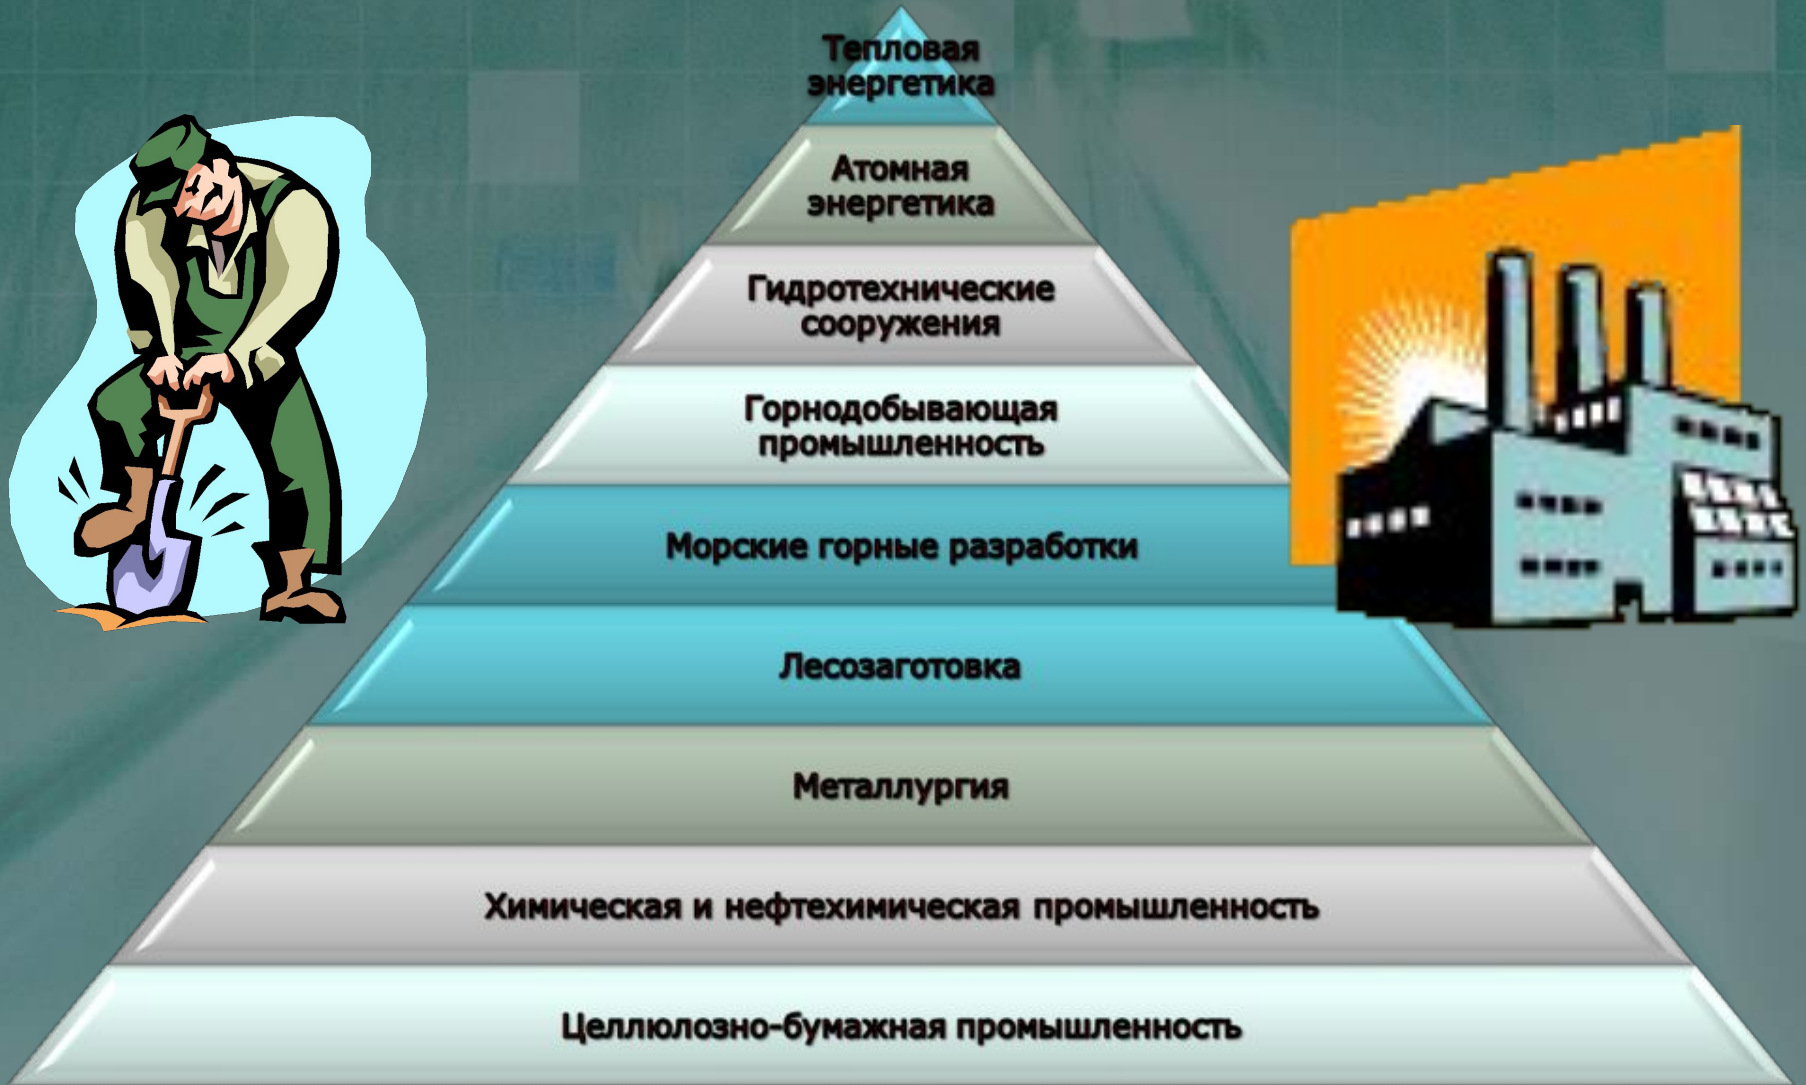 Тепловая
энергетика
Атомная
энергетика
Гидротехнические
сооружения
Горнодобывающая
промышленность
Морские горные разработки
Лесозаготовка
Металлургия
Химическая и нефтехимическая промышленность
Целлюлозно-бумажная промышленность